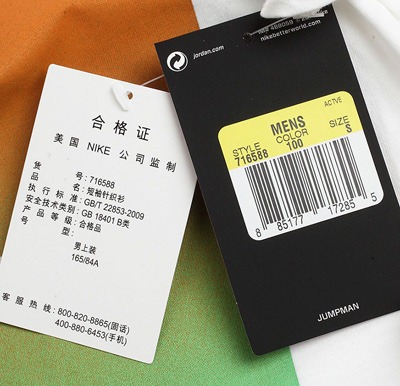 合格证
美国 NIKE 公司监制
货 号:716588
品 名:短袖针织衫
执行标准:GB/T 22853-2009
安全技术类别:GB 18401 B类
产品等级:合格品
号 型:
男上装
165/84A
客服热线:800-820-8865(固话)
400-880-6453(手机)
jordan.com
nikebetterworld.com
ACTVE
MENS
STYLE COLOR SIZE
716588 100 S
8 85177 17285 5
JUMPMAN